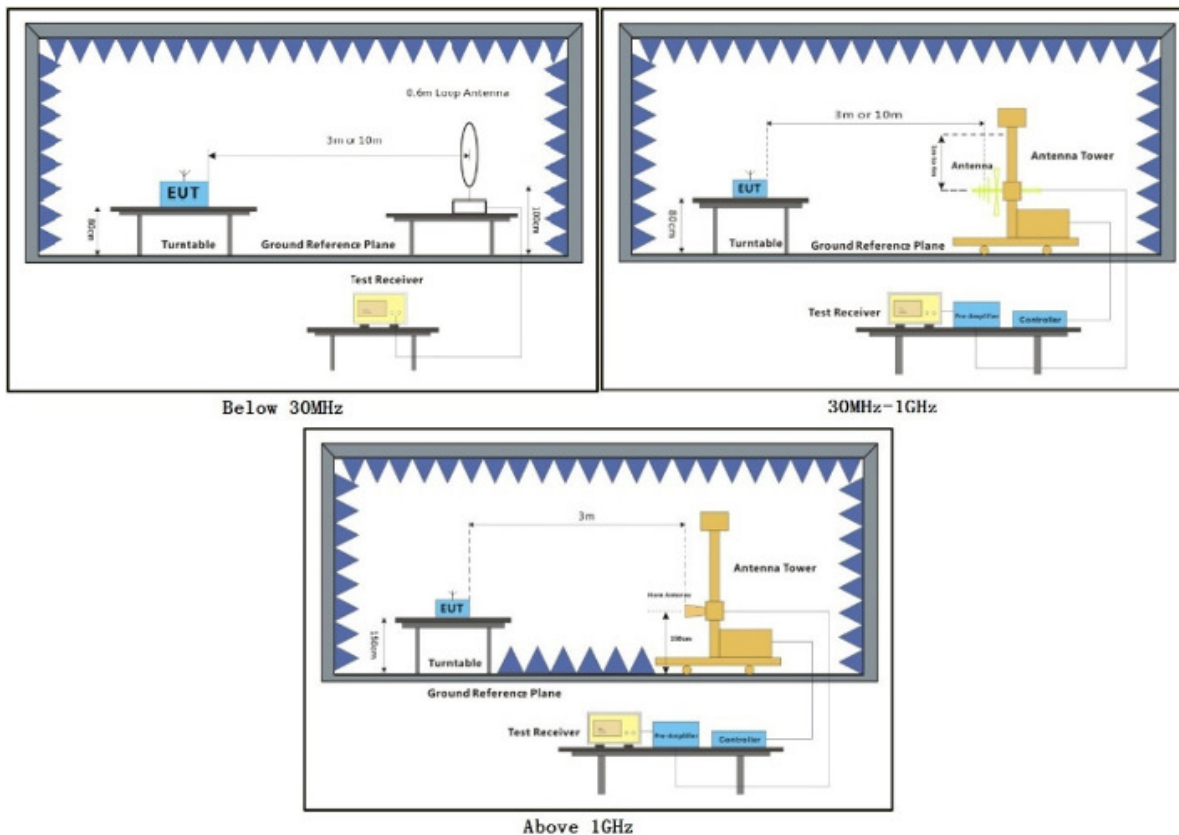 0.6m Loop Antenna
3m or 10m
EUT
80cm
100cm
Turntable
Ground Reference Plane
Test Receiver
Below 30MHz
3m or 10m
Antenna
Antenna Tower
EUT
80cm
Turntable
Ground Reference Plane
Test Receiver
Pre-Amplifier
Controller
30MHz-1GHz
3m
Antenna Tower
Horn Antenna
EUT
150cm
Turntable
Ground Reference Plane
Test Receiver
Pre-Amplifier
Controller
Above 1GHz